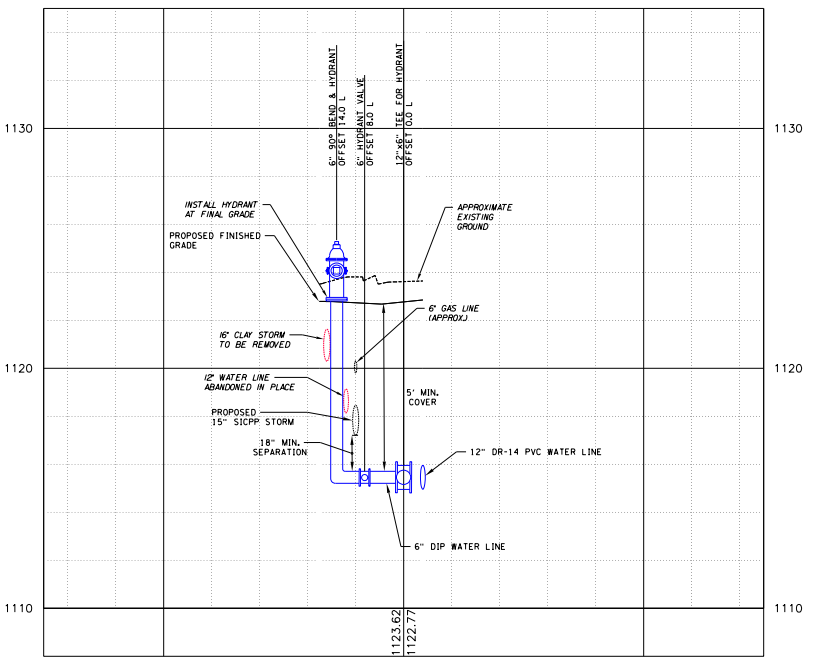 6" 90° BEND & HYDRANT
OFFSET 14.0 L
6" HYDRANT VALVE
OFFSET 8.0 L
12"x6" TEE FOR HYDRANT
OFFSET 0.0 L
1130
1130
INSTALL HYDRANT
AT FINAL GRADE
APPROXIMATE
EXISTING
GROUND
PROPOSED FINISHED
GRADE
6" GAS LINE
(APPROX.)
16" CLAY STORM
TO BE REMOVED
1120
1120
12" WATER LINE
ABANDONED IN PLACE
5' MIN.
COVER
PROPOSED
15" SICPP STORM
18" MIN.
SEPARATION
12" DR-14 PVC WATER LINE
6" DIP WATER LINE
1110
1110
1123.62
1122.77